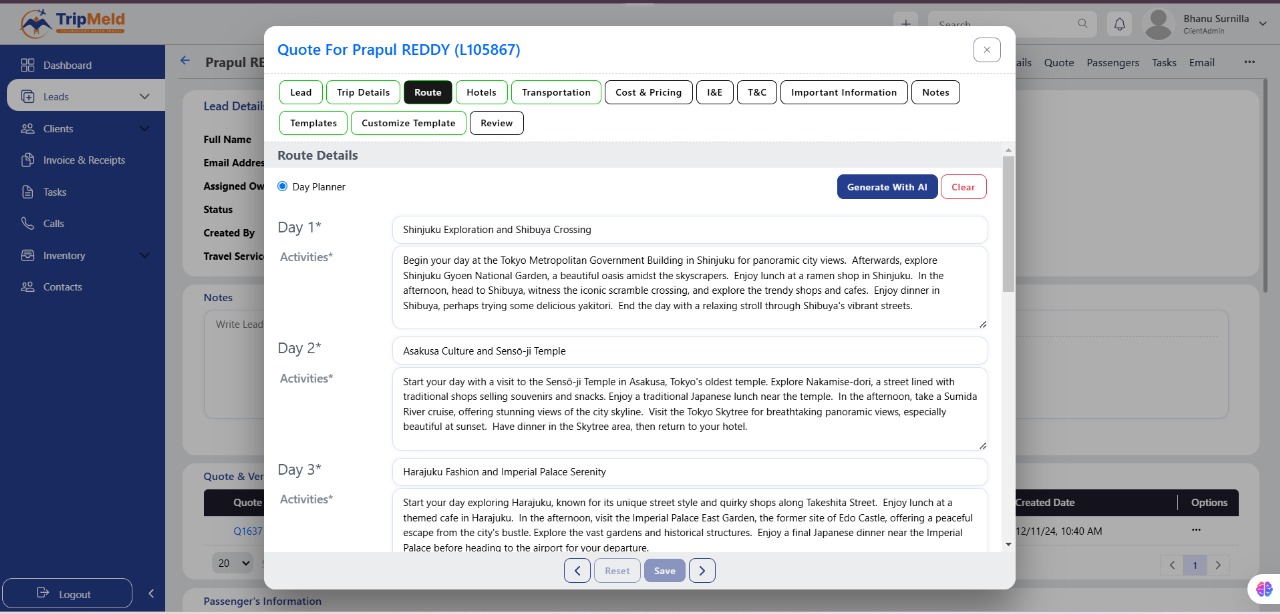 TripMeld
Search
Bhanu Surnilla
ClientAdmin
Dashboard
Leads
Clients
Invoice & Receipts
Tasks
Calls
Inventory
Contacts
Logout
Prapul RE
ails Quote Passengers Tasks Email
Lead Detail
Full Name
Email Addres
Assigned Ow
Status
Created By
Travel Servic
Notes
Write Lead
Quote & Ver
Quote
Created Date
Options
Q1637
12/11/24, 10:40 AM
20
1
Passenger's Information
Quote For Prapul REDDY (L105867)
Lead Trip Details Route Hotels Transportation Cost & Pricing I&E T&C Important Information Notes
Templates Customize Template Review
Route Details
Day Planner
Generate With AI Clear
Day 1* Shinjuku Exploration and Shibuya Crossing
Activities* Begin your day at the Tokyo Metropolitan Government Building in Shinjuku for panoramic city views. Afterwards, explore
Shinjuku Gyoen National Garden, a beautiful oasis amidst the skyscrapers. Enjoy lunch at a ramen shop in Shinjuku. In the
afternoon, head to Shibuya, witness the iconic scramble crossing, and explore the trendy shops and cafes. Enjoy dinner in
Shibuya, perhaps trying some delicious yakitori. End the day with a relaxing stroll through Shibuya's vibrant streets.
Day 2* Asakusa Culture and Sensō-ji Temple
Activities* Start your day with a visit to the Sensō-ji Temple in Asakusa, Tokyo's oldest temple. Explore Nakamise-dori, a street lined with
traditional shops selling souvenirs and snacks. Enjoy a traditional Japanese lunch near the temple. In the afternoon, take a Sumida
River cruise, offering stunning views of the city skyline. Visit the Tokyo Skytree for breathtaking panoramic views, especially
beautiful at sunset. Have dinner in the Skytree area, then return to your hotel.
Day 3* Harajuku Fashion and Imperial Palace Serenity
Activities* Start your day exploring Harajuku, known for its unique street style and quirky shops along Takeshita Street. Enjoy lunch at a
themed cafe in Harajuku. In the afternoon, visit the Imperial Palace East Garden, the former site of Edo Castle, offering a peaceful
escape from the city's bustle. Explore the vast gardens and historical structures. Enjoy a final Japanese dinner near the Imperial
Palace before heading to the airport for your departure.
Reset Save